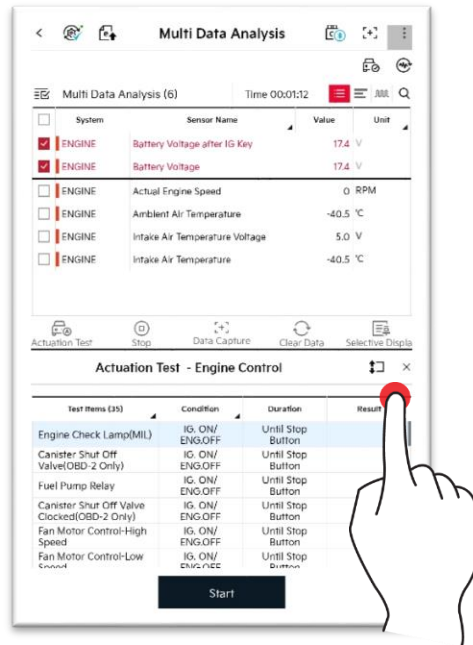 Multi Data Analysis
Multi Data Analysis (6) Time 00:01:12
System Sensor Name Value Unit
ENGINE Battery Voltage after IG Key 17.4 V
ENGINE Battery Voltage 17.4 V
ENGINE Actual Engine Speed 0 RPM
ENGINE Ambient Air Temperature -40.5 ℃
ENGINE Intake Air Temperature Voltage 5.0 V
ENGINE Intake Air Temperature -40.5 ℃
Actuation Test Stop Data Capture Clear Data Selective Displa
Actuation Test - Engine Control
Test Items (35) Condition Duration Result
Engine Check Lamp(MIL) IG. ON/ ENG.OFF Until Stop Button
Canister Shut Off Valve(OBD-2 Only) IG. ON/ ENG.OFF Until Stop Button
Fuel Pump Relay IG. ON/ ENG.OFF Until Stop Button
Canister Shut Off Valve Clocked(OBD-2 Only) IG. ON/ ENG.OFF Until Stop Button
Fan Motor Control-High Speed IG. ON/ ENG.OFF Until Stop Button
Fan Motor Control-Low Speed IG. ON/ ENG.OFF Until Stop Button
Start